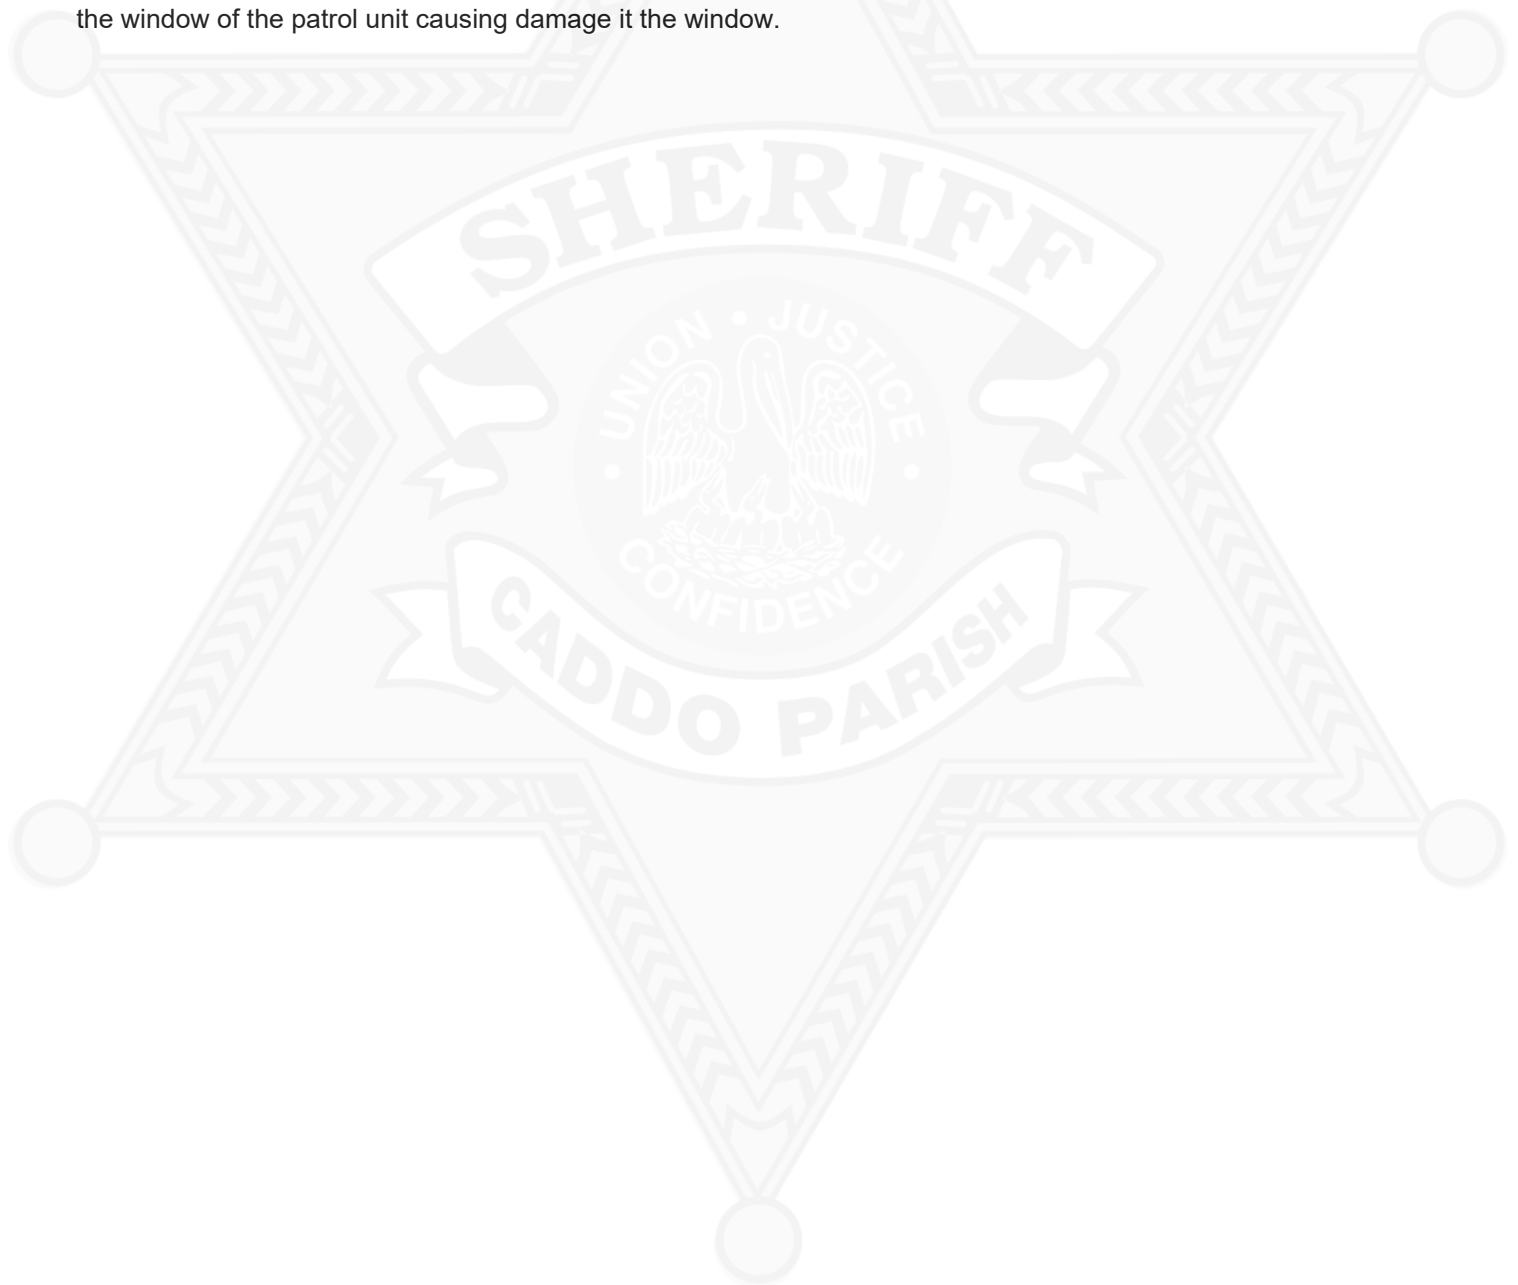 the window of the patrol unit causing damage it the window.
SHERIFF
UNION • JUSTICE
CONFIDENCE
CADDO PARISH